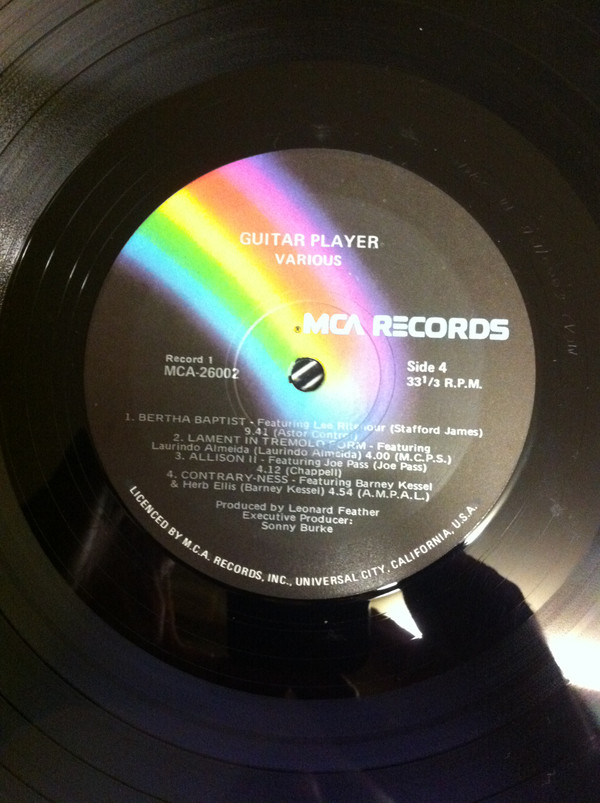 GUITAR PLAYER
VARIOUS
® MCA RECORDS
Record 1
MCA-26002
Side 4
33 1/3 R.P.M.
1. BERTHA BAPTIST - Featuring Lee Ritenour (Stafford James)
9.41 (Astor Control)
2. LAMENT IN TREMOLO FORM - Featuring
Laurindo Almeida (Laurindo Almeida) 4.00 (M.C.P.S.)
3. ALLISON II - Featuring Joe Pass (Joe Pass)
4.12 (Chappell)
4. CONTRARY-NESS - Featuring Barney Kessel
& Herb Ellis (Barney Kessel) 4.54 (A.M.P.A.L.)
Produced by Leonard Feather
Executive Producer:
Sonny Burke
LICENCED BY M.C.A. RECORDS, INC., UNIVERSAL CITY, CALIFORNIA, U.S.A.